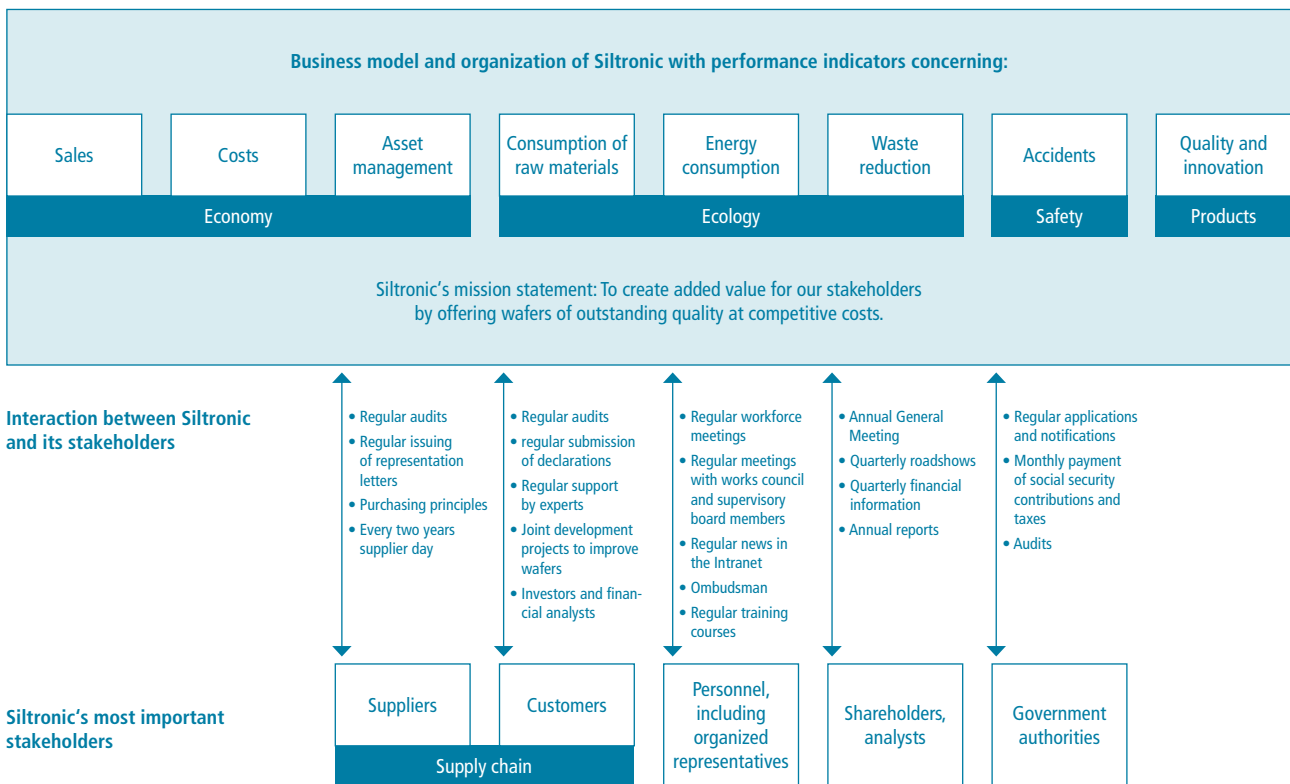 Business model and organization of Siltronic with performance indicators concerning:
Sales
Costs
Asset
management
Consumption of
raw materials
Energy
consumption
Waste
reduction
Accidents
Quality and
innovation
Economy
Ecology
Safety
Products
Siltronic's mission statement: To create added value for our stakeholders
by offering wafers of outstanding quality at competitive costs.
Interaction between Siltronic
and its stakeholders
• Regular audits
• Regular issuing
of representation
letters
• Purchasing principles
• Every two years
supplier day
• Regular audits
• regular submission
of declarations
• Regular support
by experts
• Joint development
projects to improve
wafers
• Investors and finan-
cial analysts
• Regular workforce
meetings
• Regular meetings
with works council
and supervisory
board members
• Regular news in
the Intranet
• Ombudsman
• Regular training
courses
• Annual General
Meeting
• Quarterly roadshows
• Quarterly financial
information
• Annual reports
• Regular applications
and notifications
• Monthly payment
of social security
contributions and
taxes
• Audits
Siltronic's most important
stakeholders
Suppliers
Customers
Supply chain
Personnel,
including
organized
representatives
Shareholders,
analysts
Government
authorities